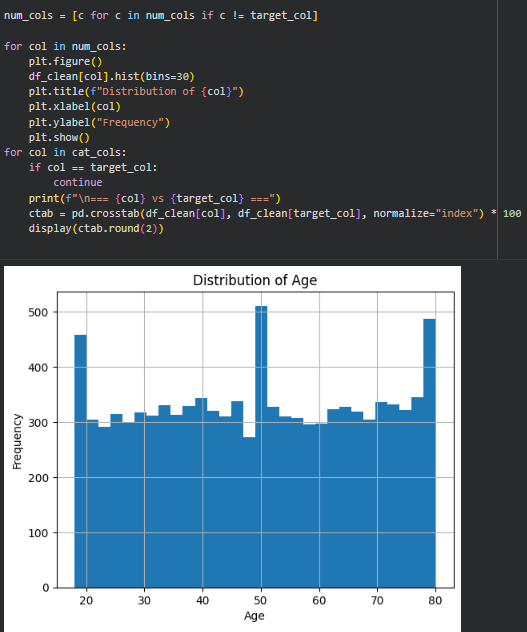 num_cols = [c for c in num_cols if c != target_col]
for col in num_cols:
    plt.figure()
    df_clean[col].hist(bins=30)
    plt.title(f"Distribution of {col}")
    plt.xlabel(col)
    plt.ylabel("Frequency")
    plt.show()
for col in cat_cols:
    if col == target_col:
        continue
    print(f"\n=== {col} vs {target_col} ===")
    ctab = pd.crosstab(df_clean[col], df_clean[target_col], normalize="index") * 100
    display(ctab.round(2))
Distribution of Age
500
400
300
200
100
0
Frequency
20 30 40 50 60 70 80
Age